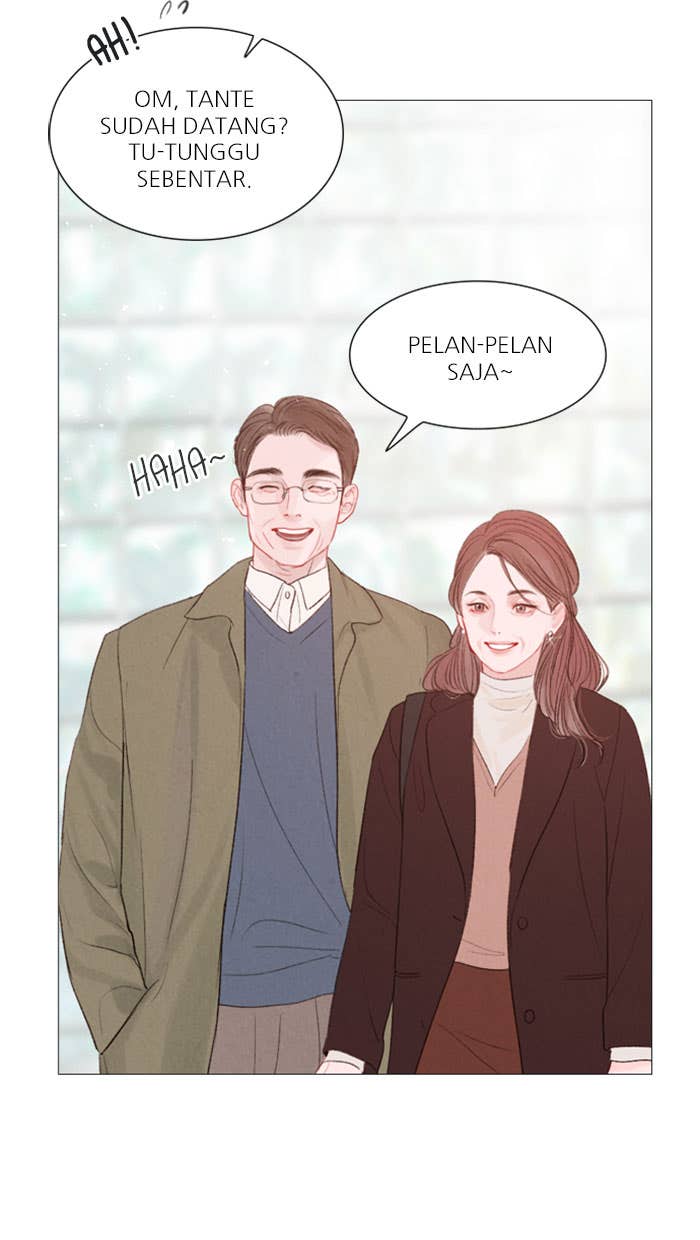 AH!
OM, TANTE
SUDAH DATANG?
TU-TUNGGU
SEBENTAR.
PELAN-PELAN
SAJA~
HAHA~